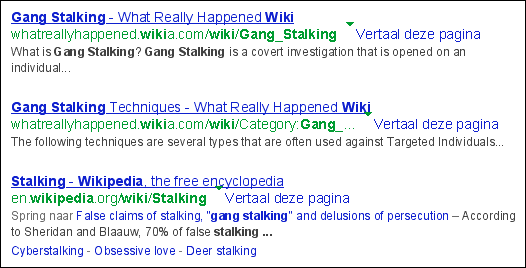 Gang Stalking - What Really Happened Wiki
whatreallyhappened.wikia.com/wiki/Gang_Stalking Vertaal deze pagina
What is Gang Stalking? Gang Stalking is a covert investigation that is opened on an
individual...
Gang Stalking Techniques - What Really Happened Wiki
whatreallyhappened.wikia.com/wiki/Category:Gang_... Vertaal deze pagina
The following techniques are several types that are often used against Targeted Individuals...
Stalking - Wikipedia, the free encyclopedia
en.wikipedia.org/wiki/Stalking Vertaal deze pagina
Spring naar False claims of stalking, "gang stalking" and delusions of persecution – According
to Sheridan and Blaauw, 70% of false stalking ...
Cyberstalking - Obsessive love - Deer stalking